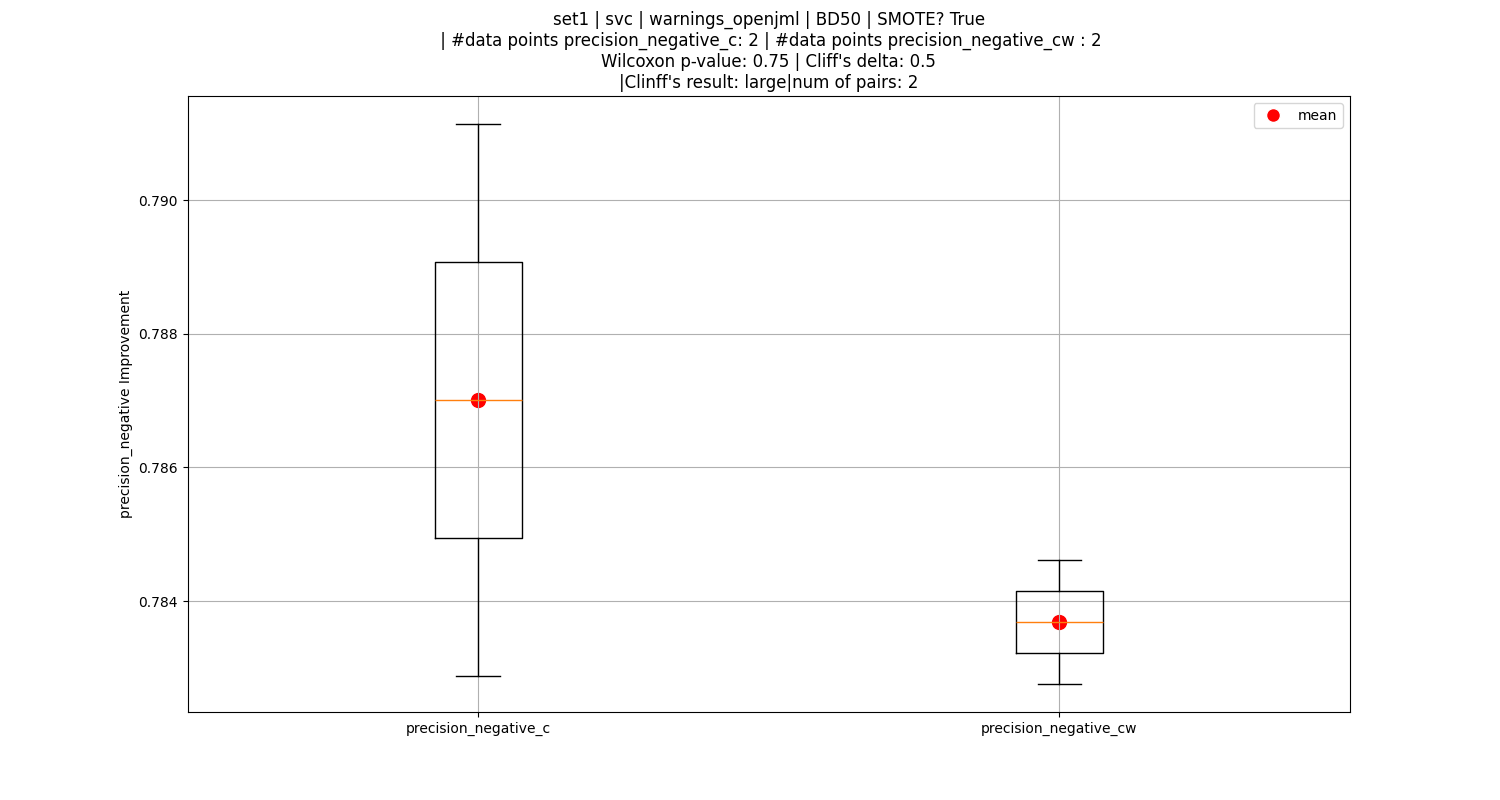 set1 | svc | warnings_openjml | BD50 | SMOTE? True
| #data points precision_negative_c: 2 | #data points precision_negative_cw : 2
Wilcoxon p-value: 0.75 | Cliff's delta: 0.5
|Clinff's result: large|num of pairs: 2
mean
0.790
0.788
0.786
0.784
precision_negative Improvement
precision_negative_c
precision_negative_cw